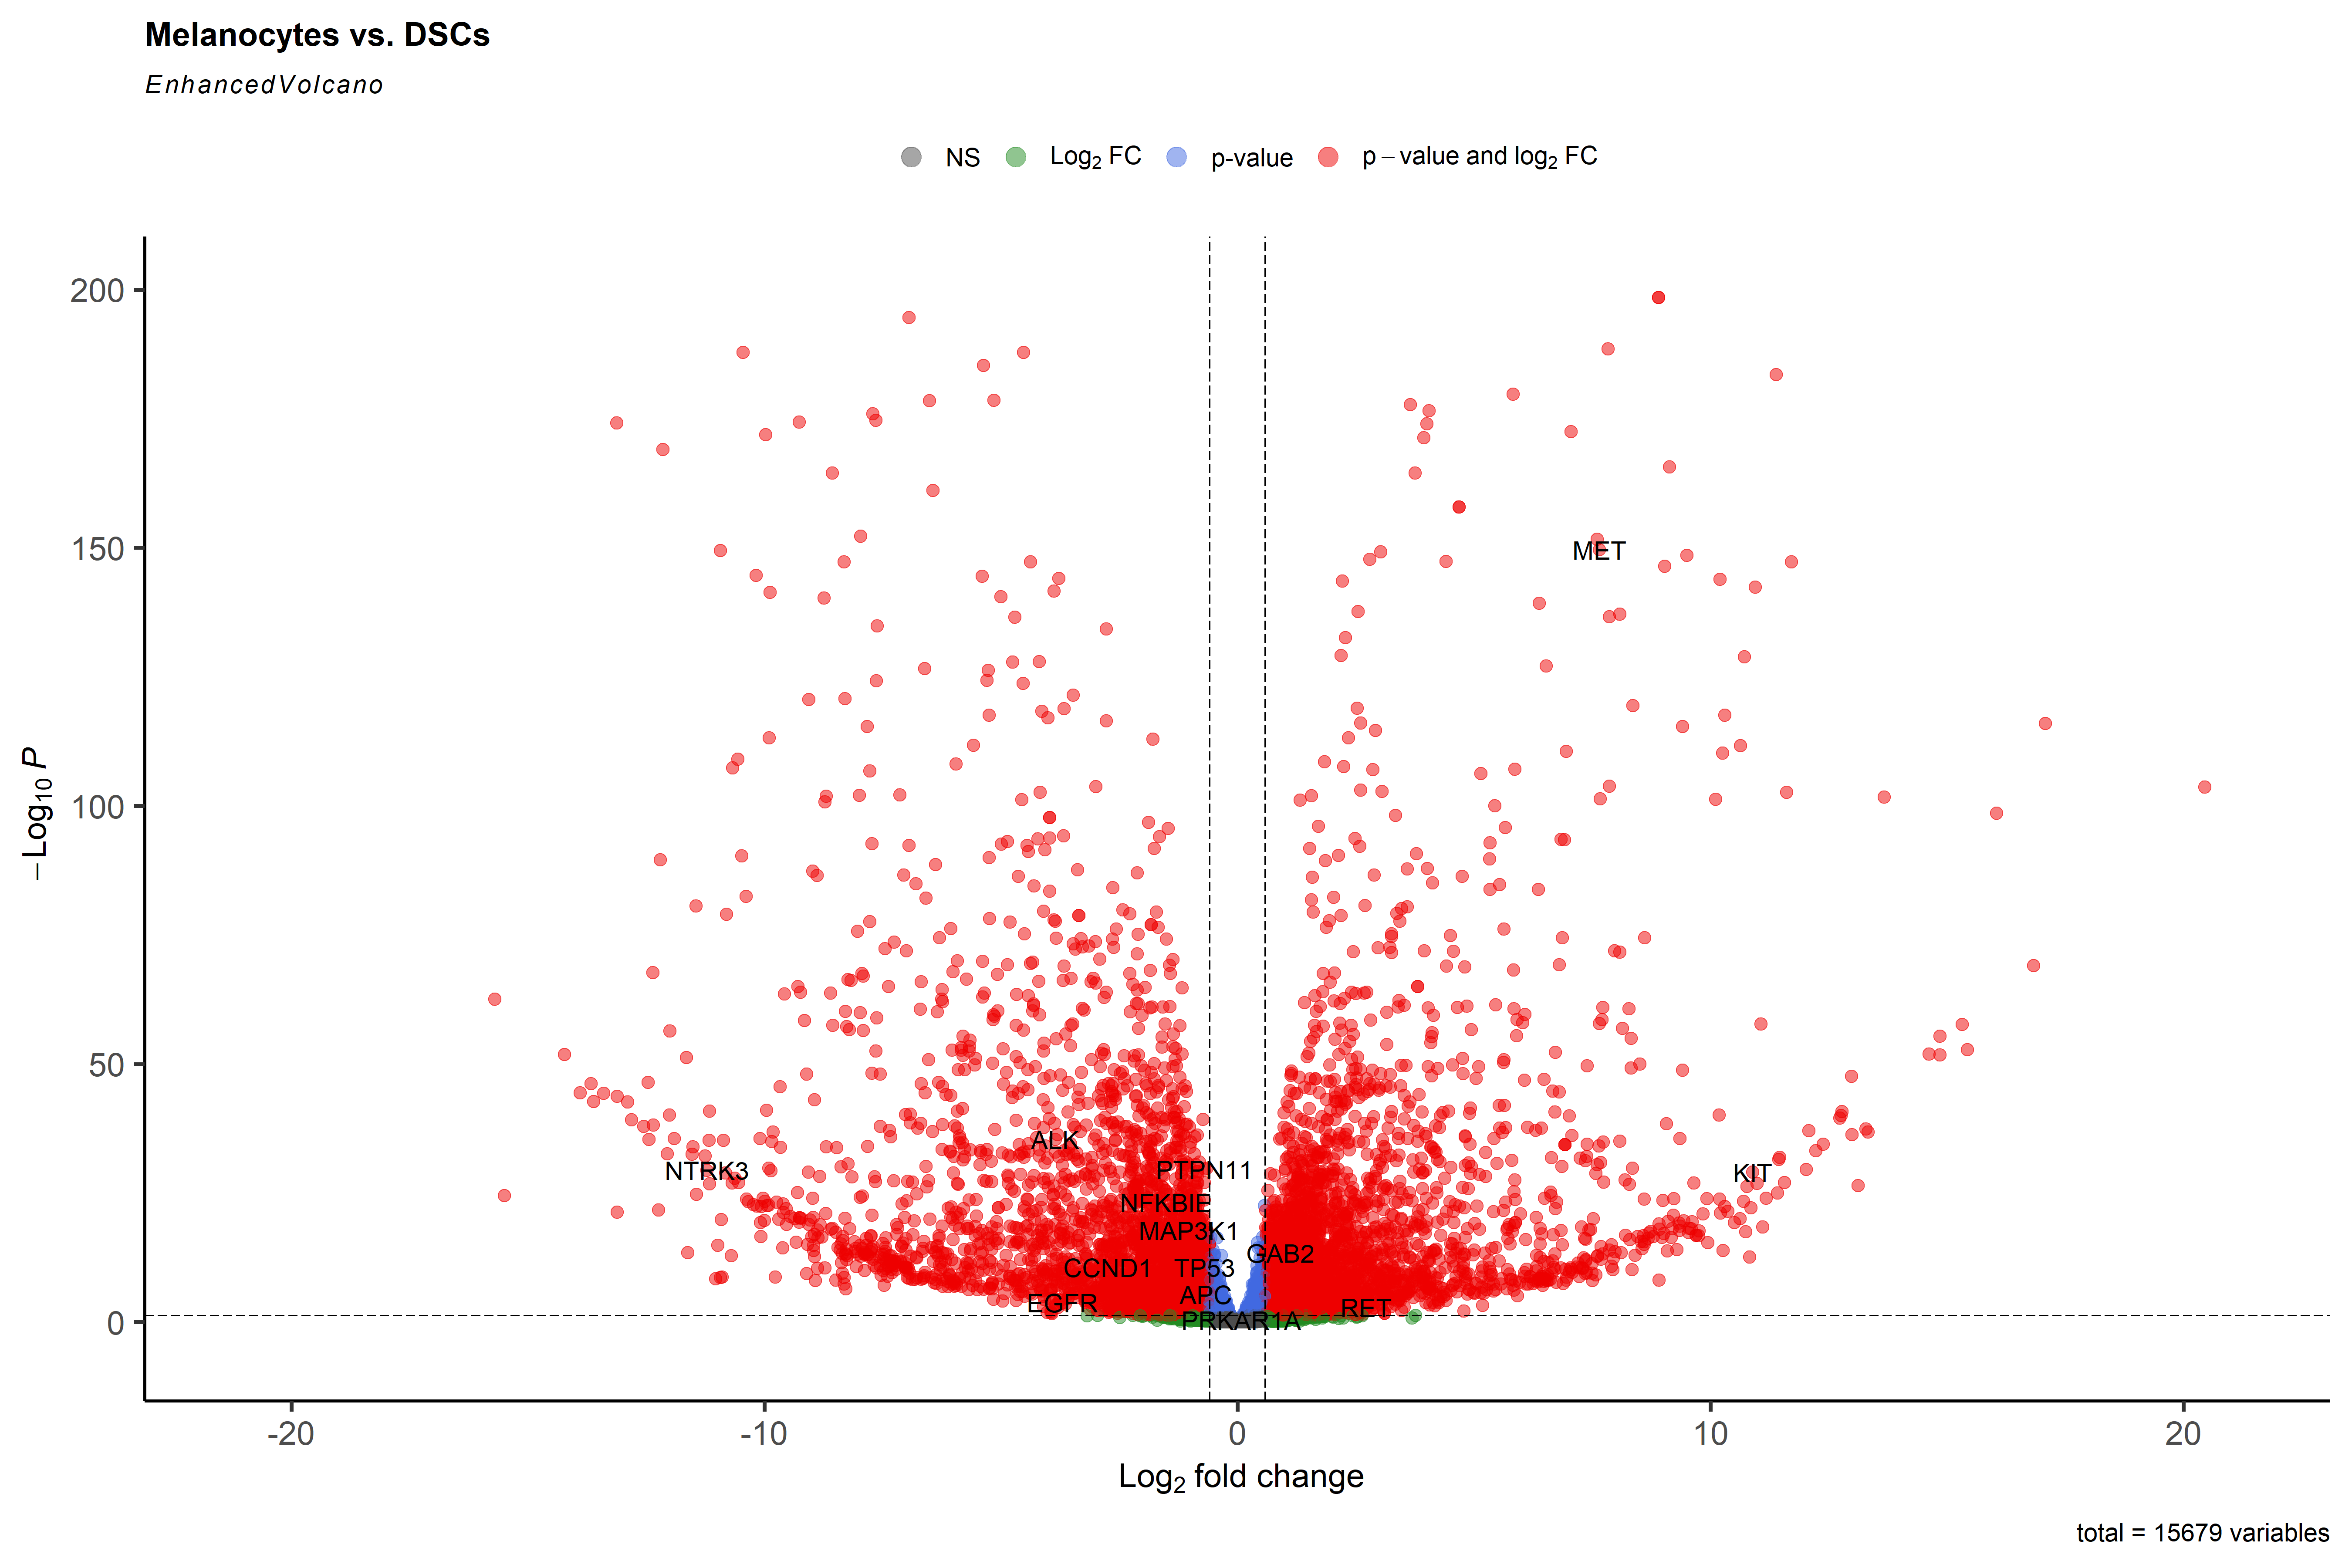 Melanocytes vs. DSCs
EnhancedVolcano
NS Log2 FC p-value p−value and log2 FC
200
150
100
50
0
−Log10 P
MET
ALK
NTRK3
PTPN11
KIT
NFKBIE
MAP3K1
GAB2
CCND1
TP53
APC
EGFR
RET
PRKAR1A
-20 -10 0 10 20
Log2 fold change
total = 15679 variables